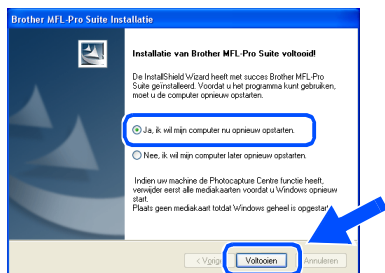 Brother MFL-Pro Suite Installatie
Installatie van Brother MFL-Pro Suite voltooid!
De InstallShield Wizard heeft met succes Brother MFL-Pro
Suite geïnstalleerd. Voordat u het programma kunt gebruiken,
moet u de computer opnieuw opstarten.
Ja, ik wil mijn computer nu opnieuw opstarten.
Nee, ik wil mijn computer later opnieuw opstarten.
Indien uw machine de Photocapture Centre functie heeft,
verwijder eerst alle mediakaarten voordat u Windows opnieuw
start.
Plaats geen mediakaart totdat Windows geheel is
< Vorige Voltooien Annuleren